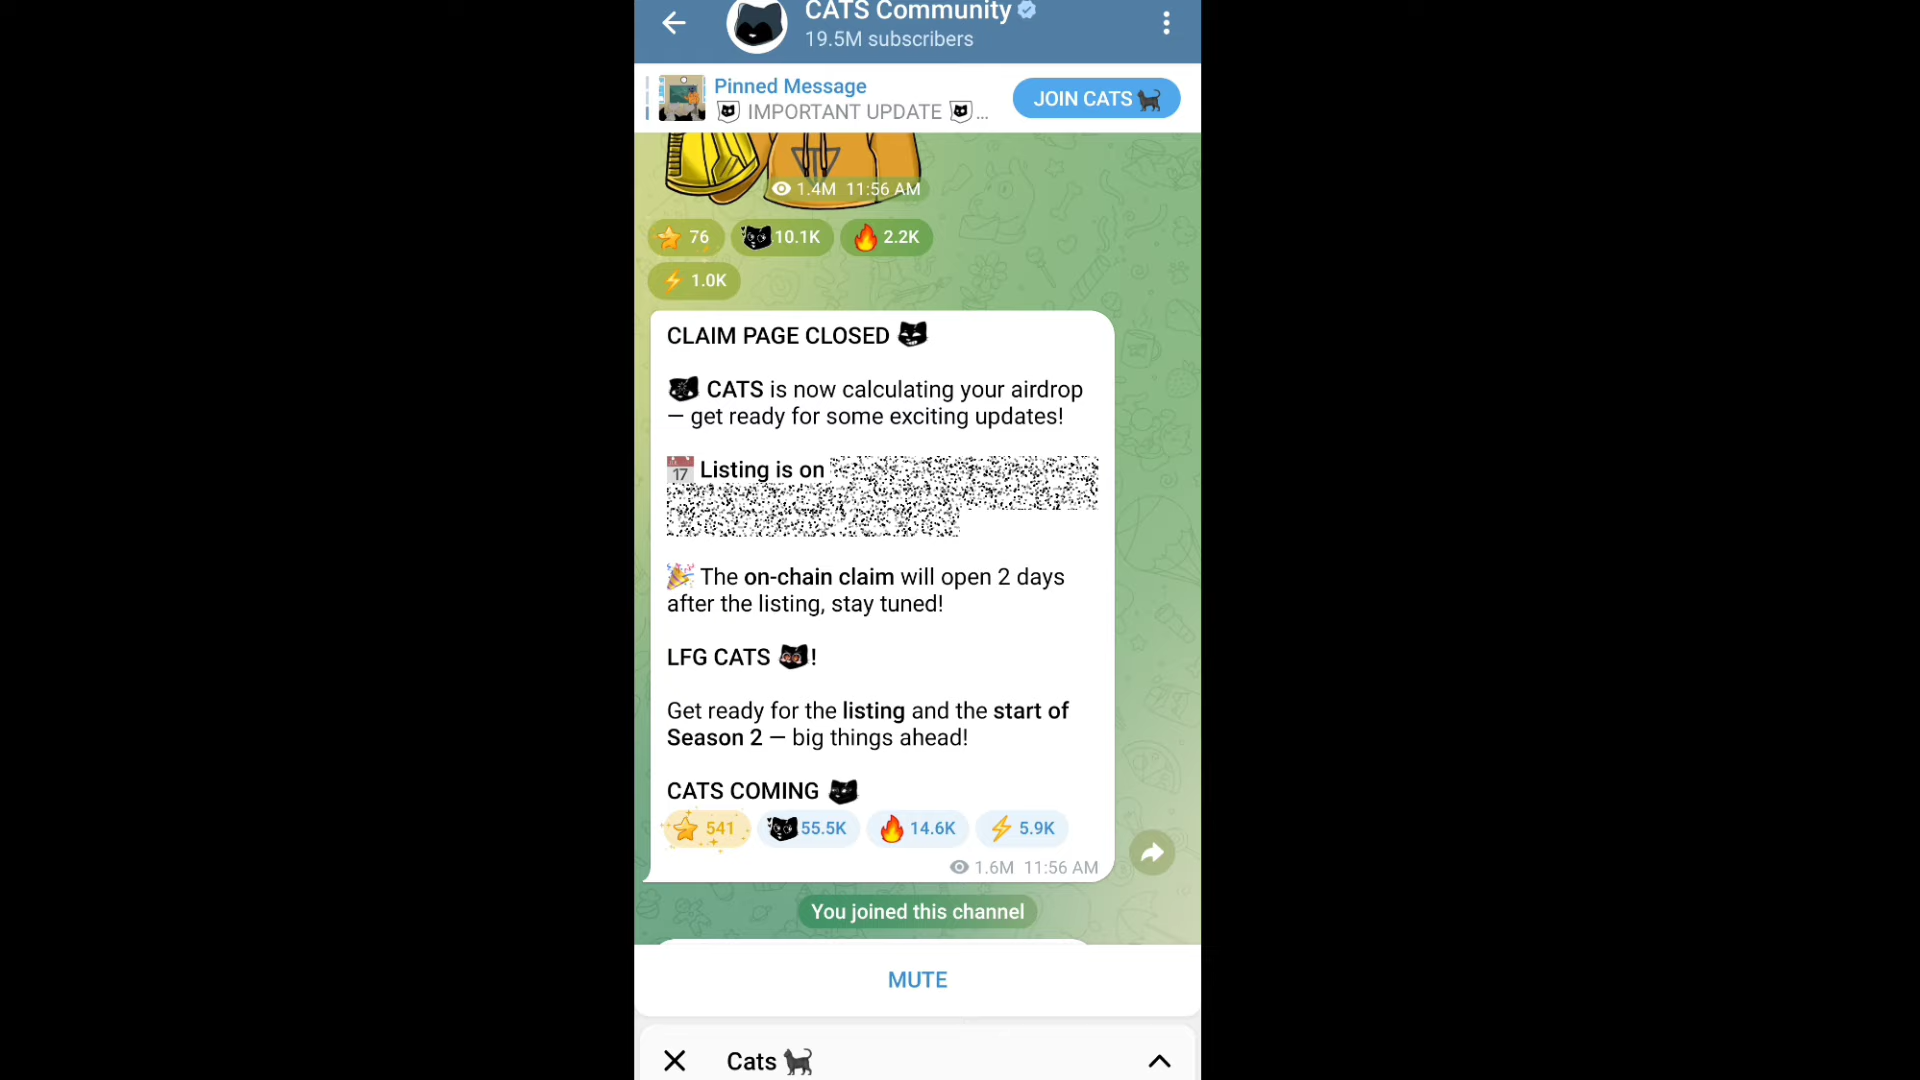 CATS Community
19.5M subscribers
Pinned Message
IMPORTANT UPDATE ...
JOIN CATS
1.4M 11:56 AM
76 10.1K 2.2K
1.0K
CLAIM PAGE CLOSED
CATS is now calculating your airdrop
— get ready for some exciting updates!
17 Listing is on
The on-chain claim will open 2 days
after the listing, stay tuned!
LFG CATS !
Get ready for the listing and the start of
Season 2 — big things ahead!
CATS COMING
541 55.5K 14.6K 5.9K
1.6M 11:56 AM
You joined this channel
MUTE
Cats